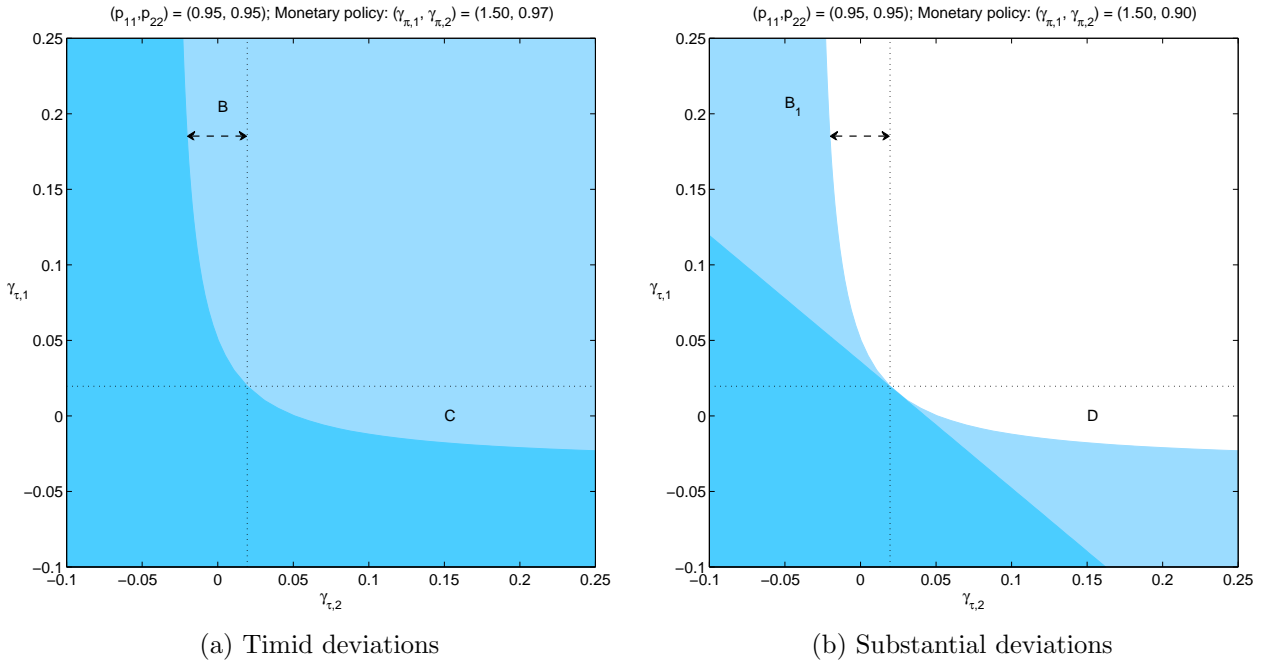 (p11,p22) = (0.95, 0.95); Monetary policy: (γπ,1, γπ,2) = (1.50, 0.97)
0.25
0.2
0.15
0.1
0.05
0
−0.05
−0.1
γτ,1
B
C
−0.1 −0.05 0 0.05 0.1 0.15 0.2 0.25
γτ,2
(a) Timid deviations
(p11,p22) = (0.95, 0.95); Monetary policy: (γπ,1, γπ,2) = (1.50, 0.90)
0.25
0.2
0.15
0.1
0.05
0
−0.05
−0.1
γτ,1
B1
D
−0.1 −0.05 0 0.05 0.1 0.15 0.2 0.25
γτ,2
(b) Substantial deviations